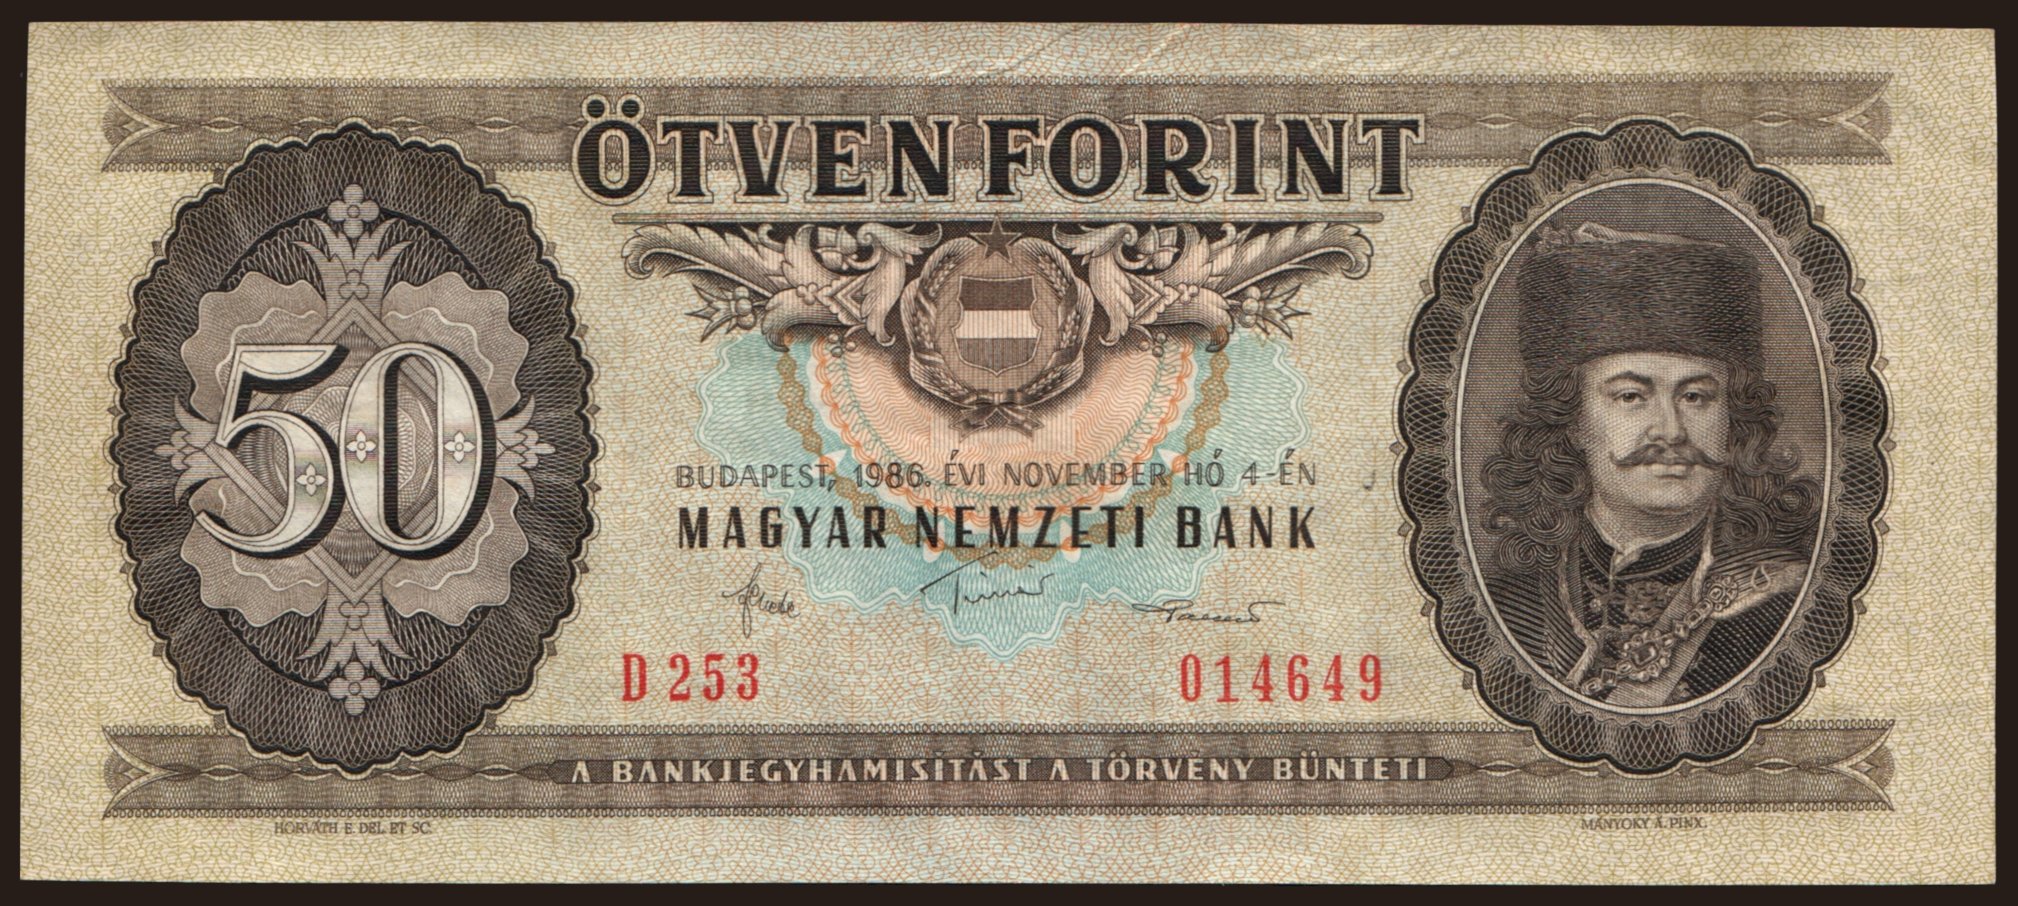 ÖTVEN FORINT
50
BUDAPEST, 1986. ÉVI NOVEMBER HÓ 4-ÉN
MAGYAR NEMZETI BANK
D 253 014649
A BANKJEGYHAMISÍTÁST A TÖRVÉNY BÜNTETI
HORVÁTH E. DEL. ET SC. MÁNYOKY Á. PINX.